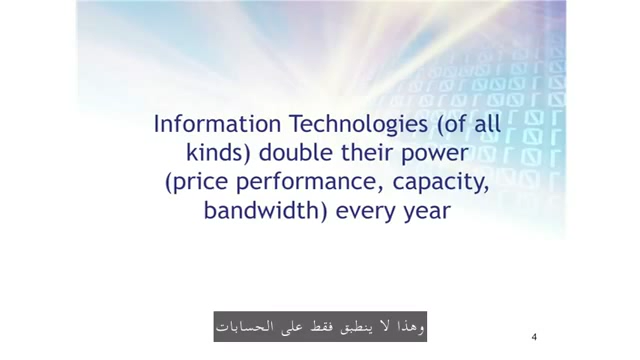 Information Technologies (of all
kinds) double their power
(price performance, capacity,
bandwidth) every year
وهذا لا ينطبق فقط على الحسابات
4